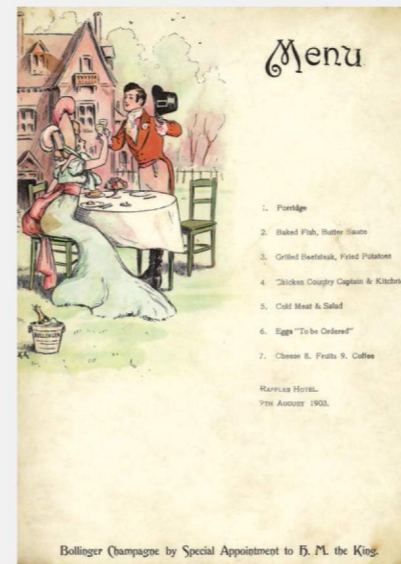 Menu
1. Porridge
2. Baked Fish, Butter Sauce
3. Grilled Beefsteak, Fried Potatoes
4 Chicken Country Captain &
5. Cold Meat & Salad
6. Eggs "To be Ordered"
7. Cheese 8. Fruits 9. Coffee
RAFFLES HOTEL.
9TH AUGUST 1903.
BOLLINGER
Bollinger Champagne by Special Appointment to H. M. the King.